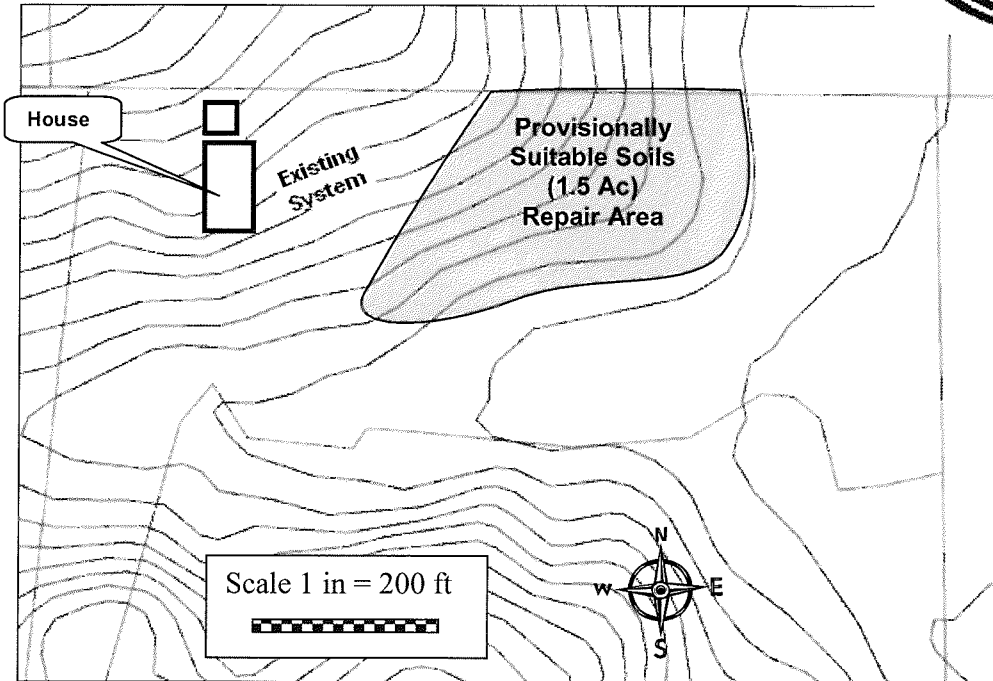 House
Existing
System
Provisionally
Suitable Soils
(1.5 Ac)
Repair Area
Scale 1 in = 200 ft
N
W E
S